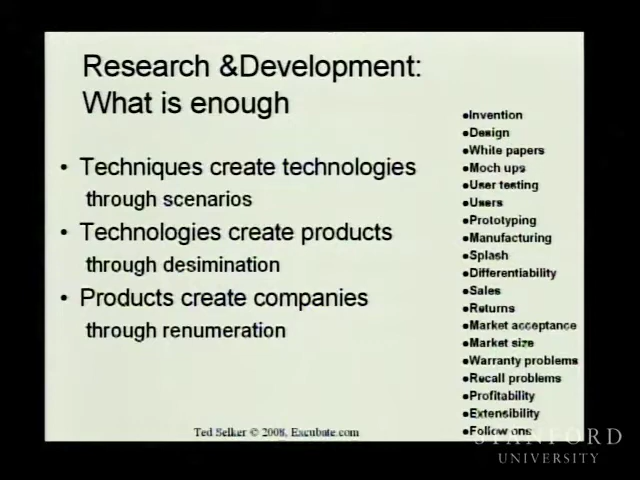 Research &Development:
What is enough
• Techniques create technologies
through scenarios
• Technologies create products
through desimination
• Products create companies
through renumeration
•Invention
•Design
•White papers
•Moch ups
•User testing
•Users
•Prototyping
•Manufacturing
•Splash
•Differentiability
•Sales
•Returns
•Market acceptance
•Market size
•Warranty problems
•Recall problems
•Profitability
•Extensibility
•Follow ons
Ted Selker © 2008, Excubate.com
STANFORD
UNIVERSITY